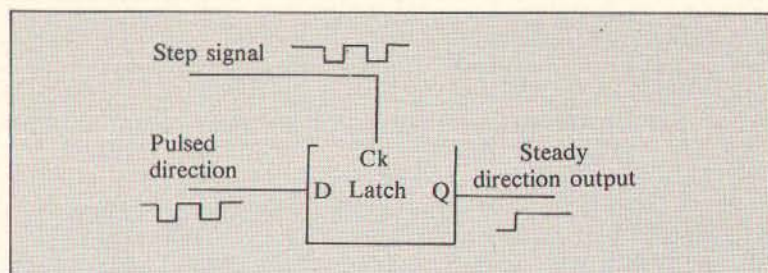 Step signal
Pulsed
direction
Ck
D Latch Q
Steady
direction output